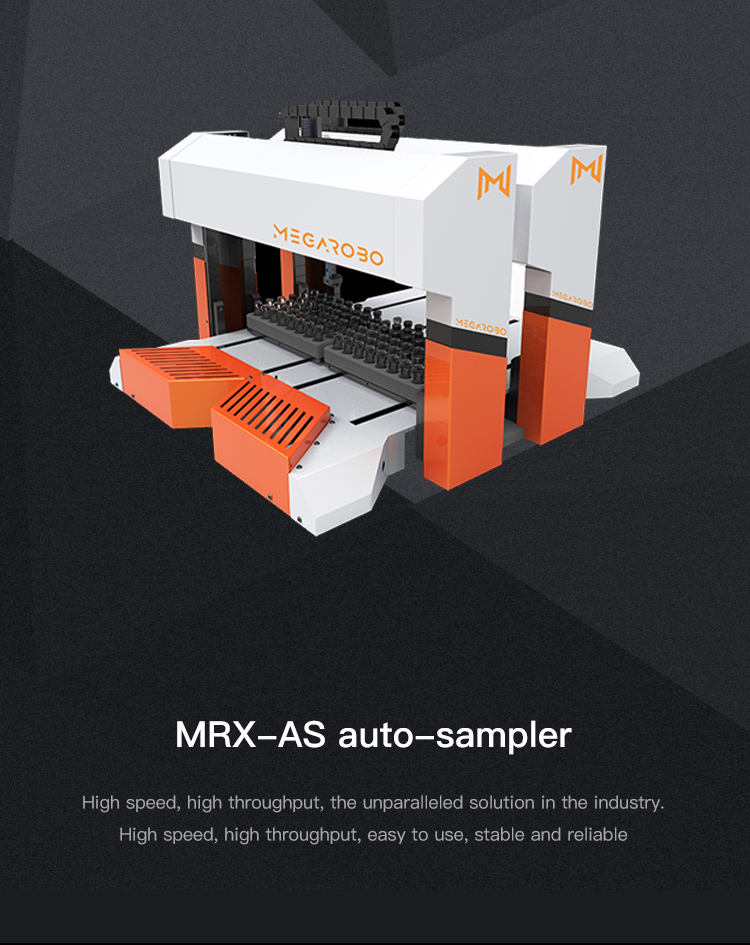 MEGAROBO
MEGAROBO
MEGAROBO
MRX-AS auto-sampler
High speed, high throughput, the unparalleled solution in the industry.
High speed, high throughput, easy to use, stable and reliable